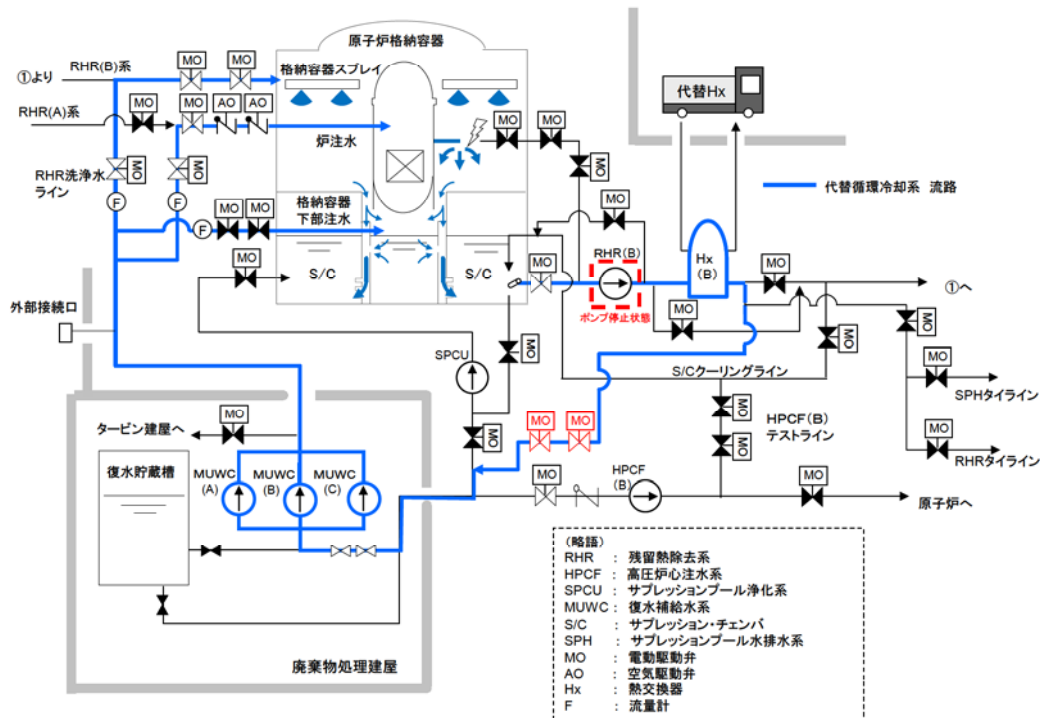 原子炉格納容器
RHR(B)系
MO
MO
格納容器スプレイ
①より
代替Hx
RHR(A)系
MO
MO
AO
AO
MO
MO
炉注水
MO
RHR洗浄水
ライン
MO
MO
代替循環冷却系 流路
F
F
格納容器
下部注水
MO
MO
MO
F
RHR(B)
Hx
(B)
MO
S/C
S/C
MO
MO
①へ
外部接続口
ポンプ停止状態
MO
MO
MO
SPCU
MO
S/Cクーリングライン
MO
SPHタイライン
MO
MO
MO
HPCF(B)
テストライン
タービン建屋へ
MO
MO
MO
MO
RHRタイライン
復水貯蔵槽
MUWC
(A)
MUWC
(B)
MUWC
(C)
MO
HPCF
(B)
MO
原子炉へ
(略語)
RHR : 残留熱除去系
HPCF : 高圧炉心注水系
SPCU : サプレッションプール浄化系
MUWC : 復水補給水系
S/C : サプレッション・チェンバ
SPH : サプレッションプール水排水系
MO : 電動駆動弁
AO : 空気駆動弁
Hx : 熱交換器
F : 流量計
廃棄物処理建屋